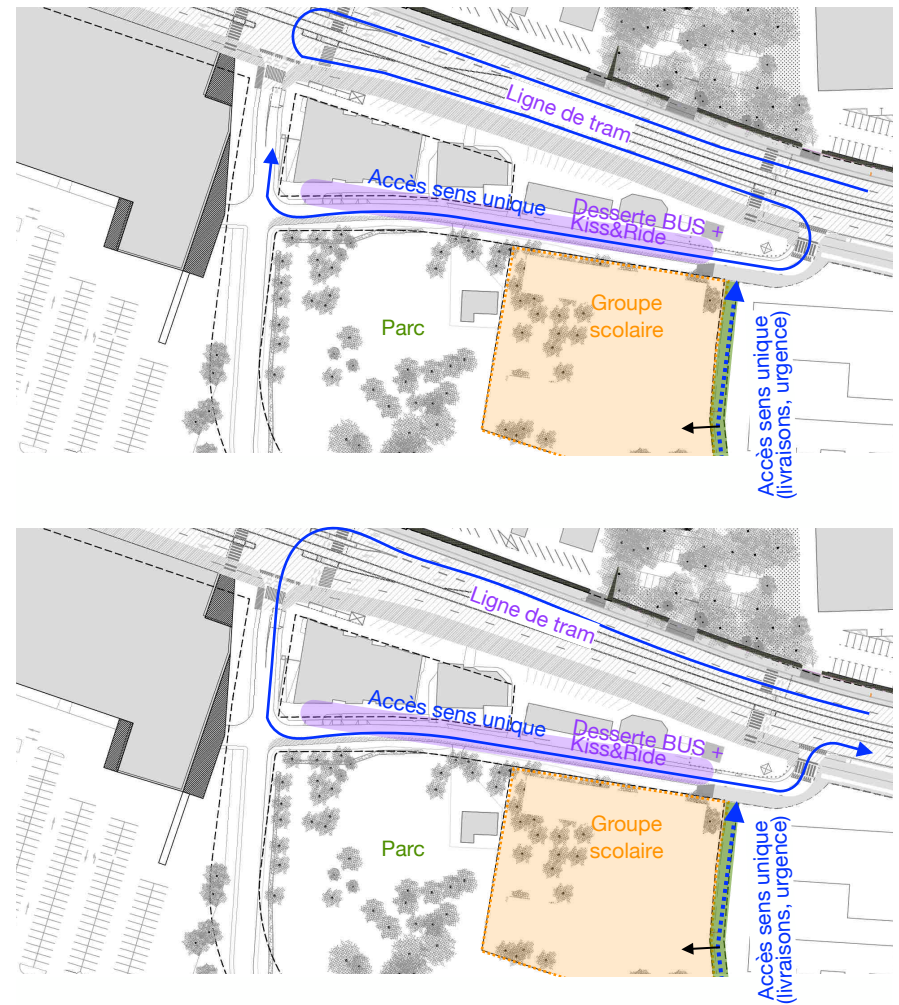 Ligne de tram
Accès sens unique
Desserte BUS +
Kiss&Ride
Groupe
scolaire
Parc
Accès sens unique
(livraisons, urgence)
Ligne de tram
Accès sens unique
Desserte BUS +
Kiss&Ride
Groupe
scolaire
Parc
Accès sens unique
(livraisons, urgence)